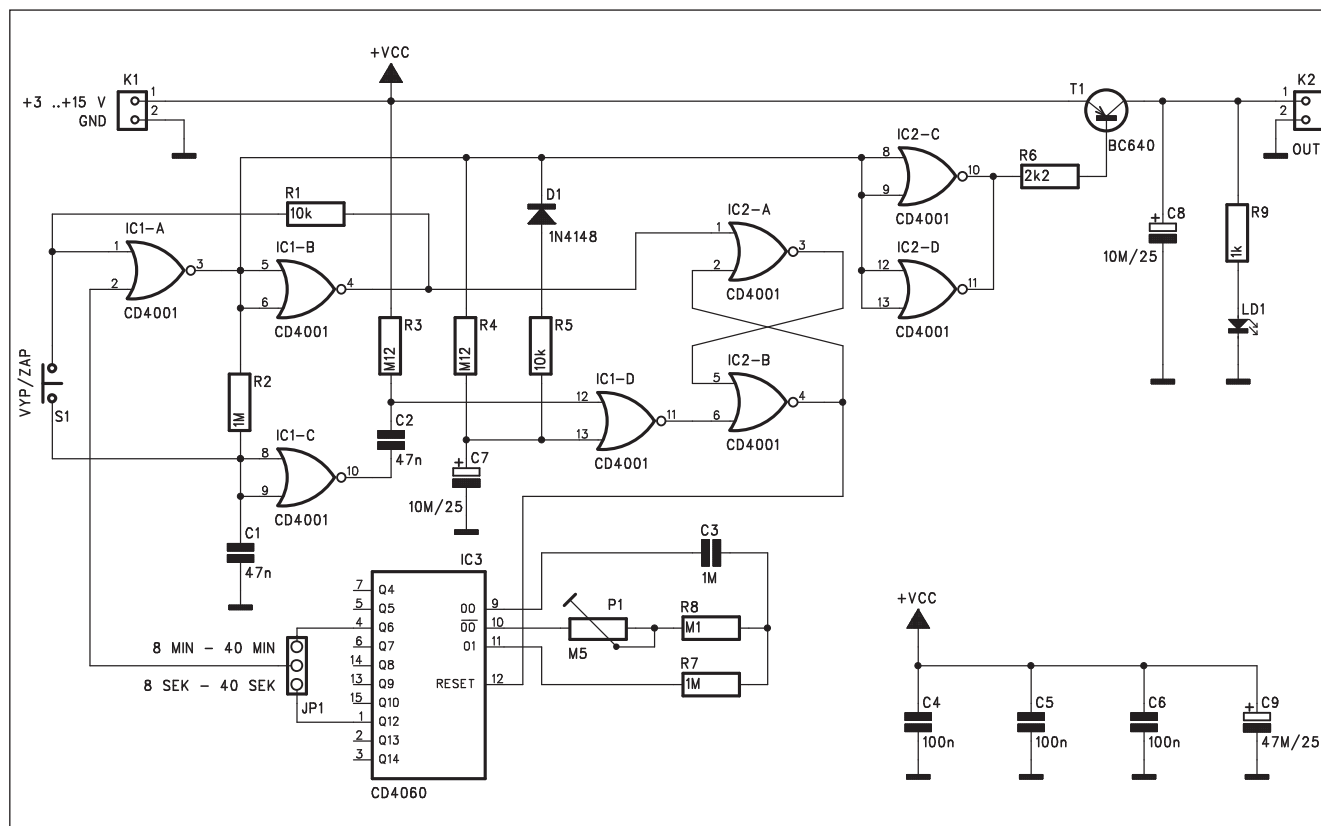 +VCC
K1
+3 ..+15 V
1
GND
2
T1
BC640
K2
1
2
OUT
IC2-C
8
9
10
CD4001
R6
2k2
R1
10k
D1
1N4148
IC2-A
1
2
3
CD4001
C8
+
10M/25
R9
1k
IC1-A
1
2
3
CD4001
IC1-B
5
6
4
CD4001
IC2-D
12
13
11
CD4001
LD1
R3
M12
R4
M12
R5
10k
VYP/ZAP
S1
R2
1M
IC2-B
5
6
4
CD4001
IC1-D
12
13
11
CD4001
C2
47n
IC1-C
8
9
10
CD4001
C7
+
10M/25
C1
47n
IC3
7 Q4
5 Q5
4 Q6
6 Q7
14 Q8
13 Q9
15 Q10
1 Q12
2 Q13
3 Q14
DO 9
DO 10
O1 11
RESET 12
CD4060
8 MIN - 40 MIN
8 SEK - 40 SEK
JP1
C3
1M
P1
M5
R8
M1
R7
1M
+VCC
C4
100n
C5
100n
C6
100n
C9
+
47M/25